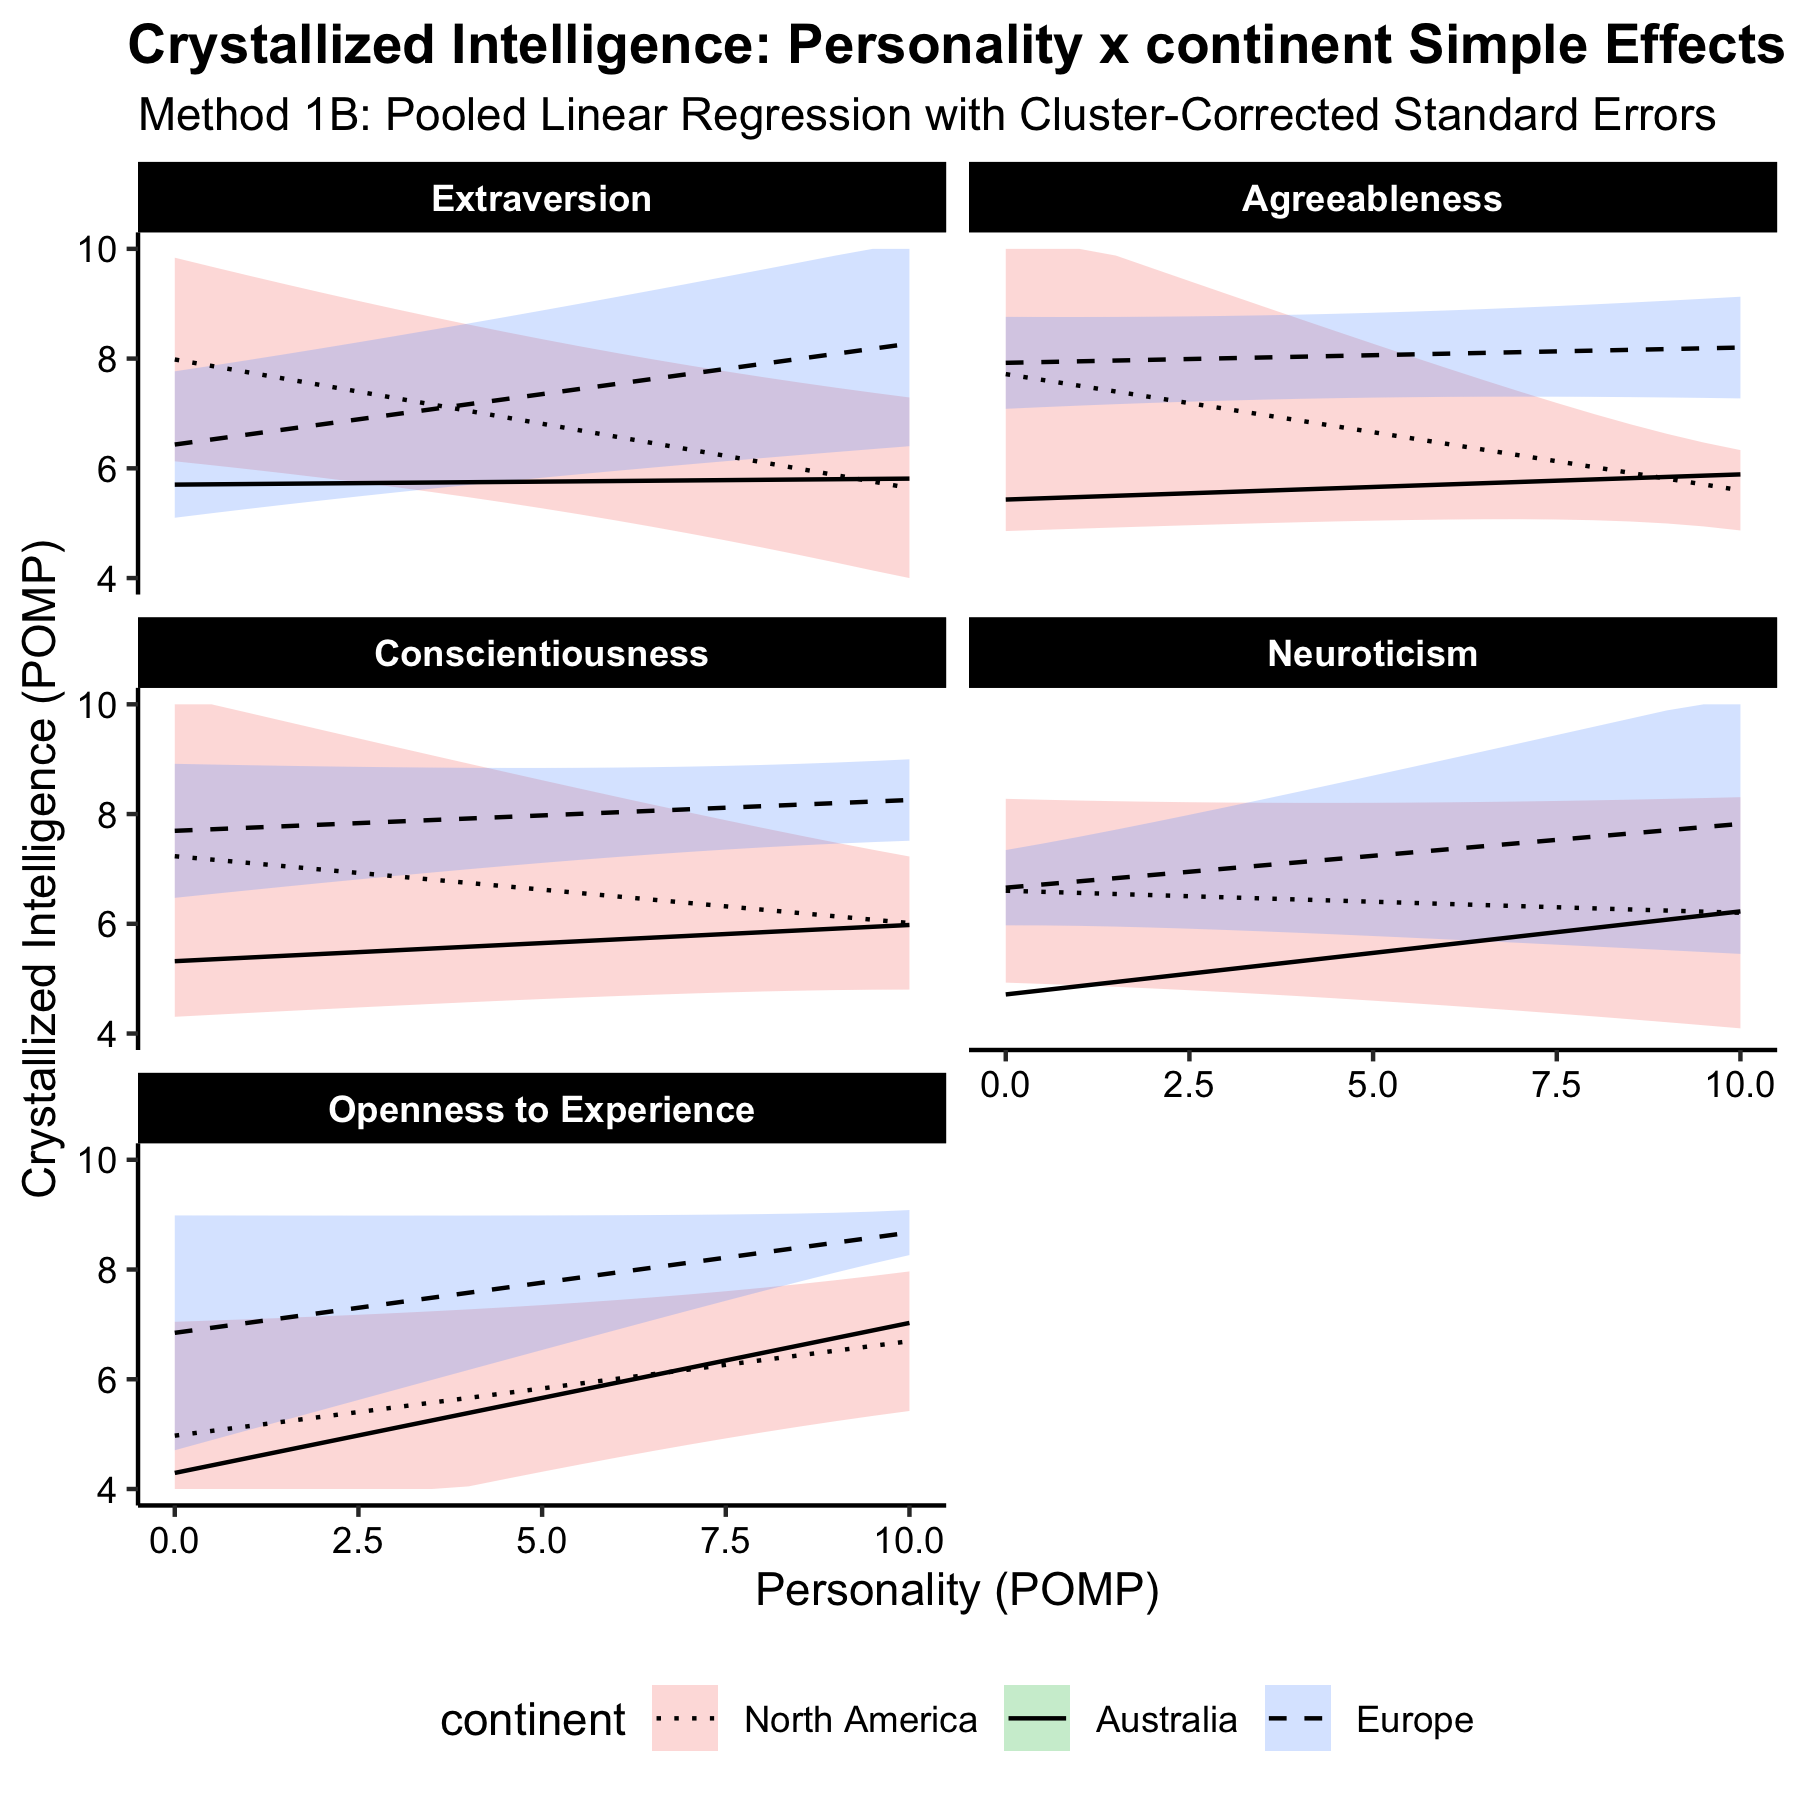 Crystallized Intelligence: Personality x continent Simple Effects
Method 1B: Pooled Linear Regression with Cluster-Corrected Standard Errors
Extraversion
Agreeableness
10
8
6
4
Conscientiousness
Neuroticism
10
8
6
4
0.0 2.5 5.0 7.5 10.0
Openness to Experience
10
8
6
4
0.0 2.5 5.0 7.5 10.0
Crystallized Intelligence (POMP)
Personality (POMP)
continent North America Australia Europe